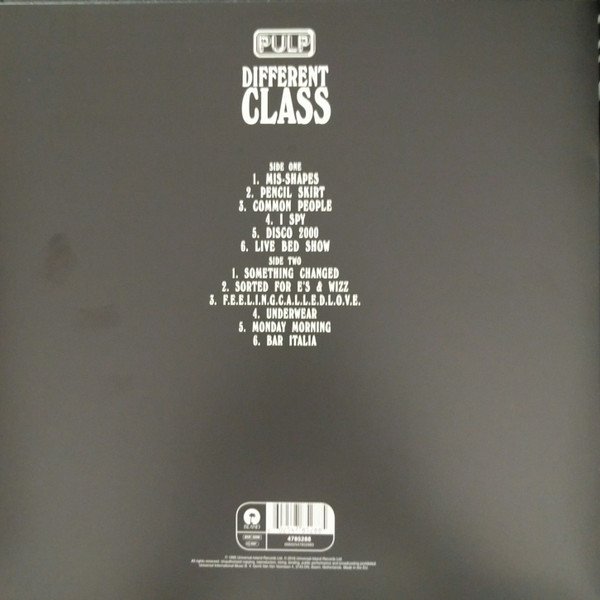 PULP
DIFFERENT
CLASS
SIDE ONE
1. MIS-SHAPES
2. PENCIL SKIRT
3. COMMON PEOPLE
4. I SPY
5. DISCO 2000
6. LIVE BED SHOW
SIDE TWO
1. SOMETHING CHANGED
2. SORTED FOR E'S & WIZZ
3. F.E.E.L.I.N.G.C.A.L.L.E.D.L.O.V.E.
4. UNDERWEAR
5. MONDAY MORNING
6. BAR ITALIA
ISLAND
4785288